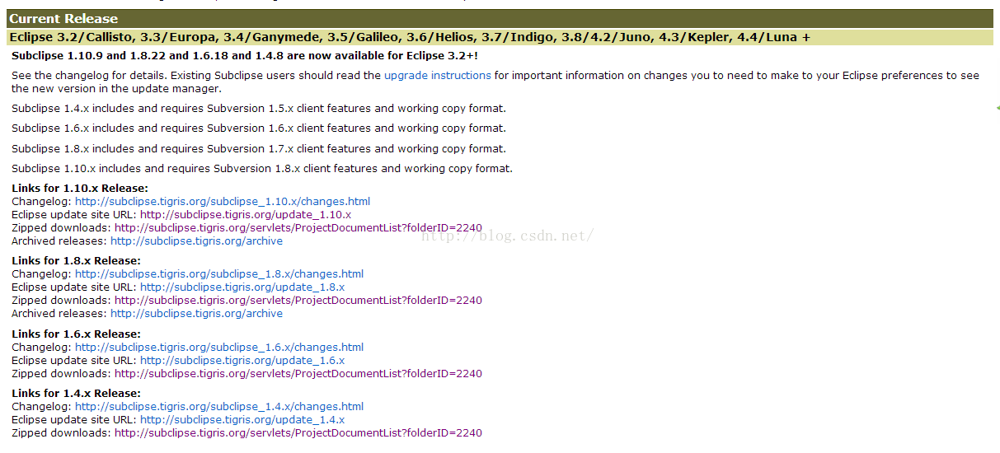 Current Release
Eclipse 3.2/Callisto, 3.3/Europa, 3.4/Ganymede, 3.5/Galileo, 3.6/Helios, 3.7/Indigo, 3.8/4.2/Juno, 4.3/Kepler, 4.4/Luna +
Subclipse 1.10.9 and 1.8.22 and 1.6.18 and 1.4.8 are now available for Eclipse 3.2+!
See the changelog for details. Existing Subclipse users should read the upgrade instructions for important information on changes you to need to make to your Eclipse preferences to see
the new version in the update manager.
Subclipse 1.4.x includes and requires Subversion 1.5.x client features and working copy format.
Subclipse 1.6.x includes and requires Subversion 1.6.x client features and working copy format.
Subclipse 1.8.x includes and requires Subversion 1.7.x client features and working copy format.
Subclipse 1.10.x includes and requires Subversion 1.8.x client features and working copy format.
Links for 1.10.x Release:
Changelog: http://subclipse.tigris.org/subclipse_1.10.x/changes.html
Eclipse update site URL: http://subclipse.tigris.org/update_1.10.x
Zipped downloads: http://subclipse.tigris.org/servlets/ProjectDocumentList?folderID=2240
http://blog.csdn.net/
Archived releases: http://subclipse.tigris.org/archive
Links for 1.8.x Release:
Changelog: http://subclipse.tigris.org/subclipse_1.8.x/changes.html
Eclipse update site URL: http://subclipse.tigris.org/update_1.8.x
Zipped downloads: http://subclipse.tigris.org/servlets/ProjectDocumentList?folderID=2240
Archived releases: http://subclipse.tigris.org/archive
Links for 1.6.x Release:
Changelog: http://subclipse.tigris.org/subclipse_1.6.x/changes.html
Eclipse update site URL: http://subclipse.tigris.org/update_1.6.x
Zipped downloads: http://subclipse.tigris.org/servlets/ProjectDocumentList?folderID=2240
Links for 1.4.x Release:
Changelog: http://subclipse.tigris.org/subclipse_1.4.x/changes.html
Eclipse update site URL: http://subclipse.tigris.org/update_1.4.x
Zipped downloads: http://subclipse.tigris.org/servlets/ProjectDocumentList?folderID=2240